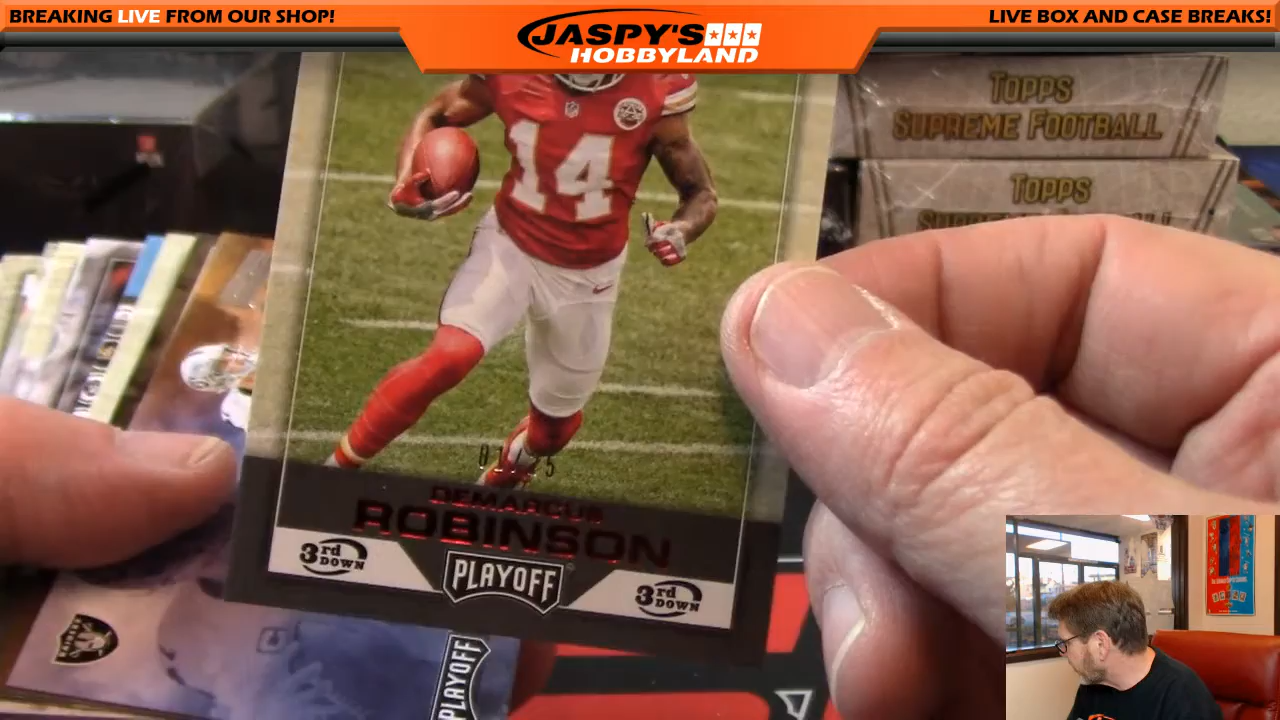 BREAKING LIVE FROM OUR SHOP!
JASPY'S
HOBBYLAND
LIVE BOX AND CASE BREAKS!
TOPPS
SUPREME FOOTBALL
TOPPS
14
DEMARCUS
ROBINSON
3rd DOWN
PLAYOFF
3rd DOWN
RAIDERS
PLAYOFF